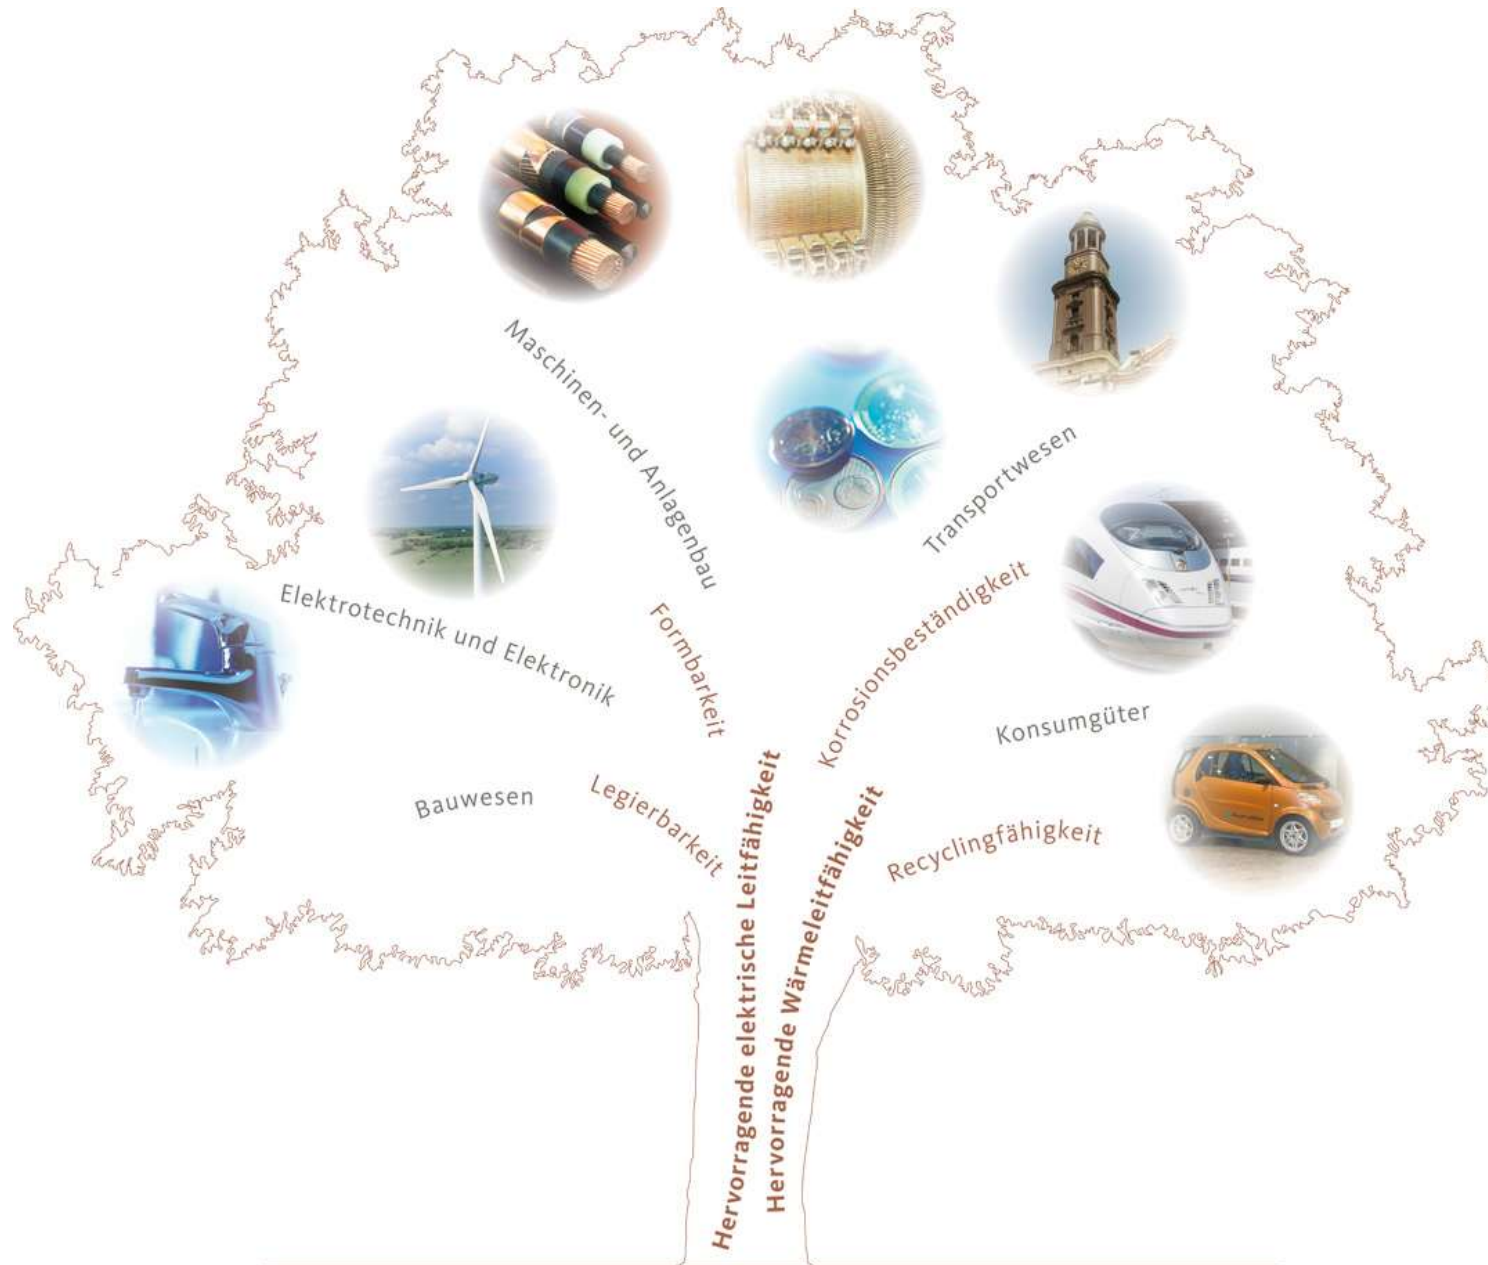 Maschinen- und Anlagenbau
Transportwesen
Elektrotechnik und Elektronik
Formbarkeit
Korrosionsbeständigkeit
Konsumgüter
Bauwesen
Legierbarkeit
Recyclingfähigkeit
Hervorragende elektrische Leitfähigkeit
Hervorragende Wärmeleitfähigkeit